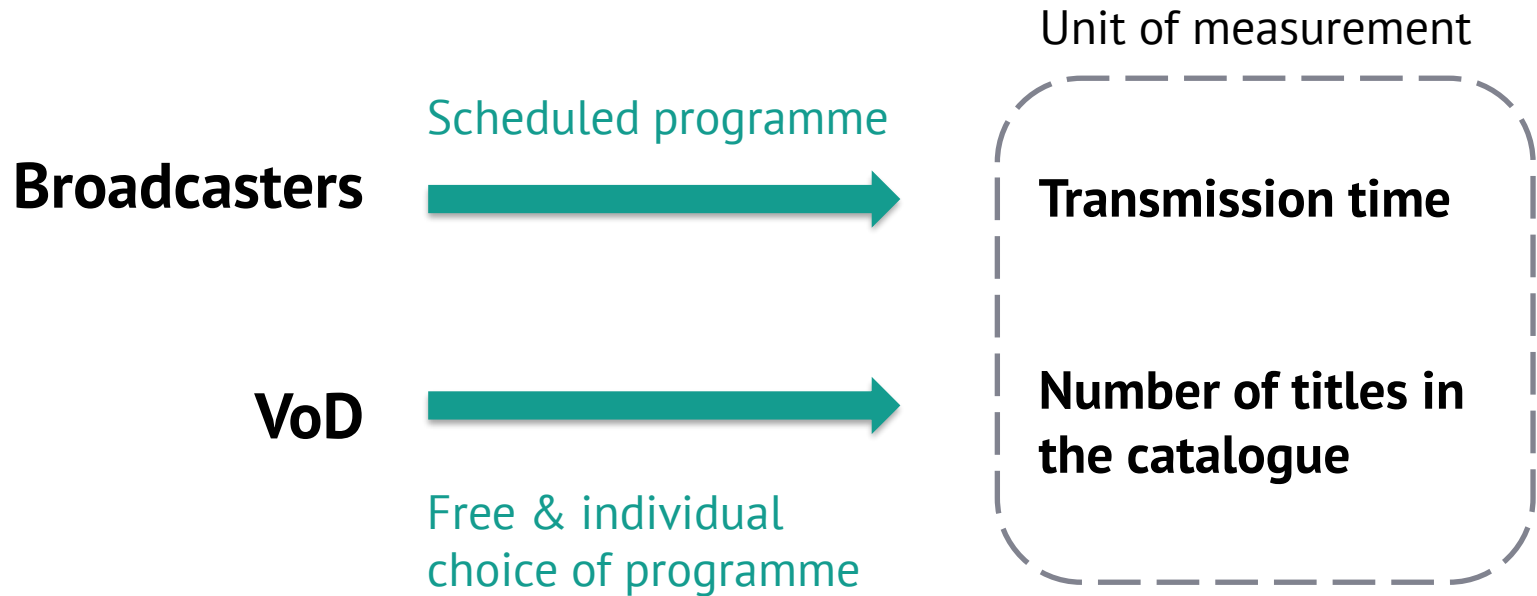 Unit of measurement
Scheduled programme
Broadcasters
Transmission time
VoD
Number of titles in
the catalogue
Free & individual
choice of programme